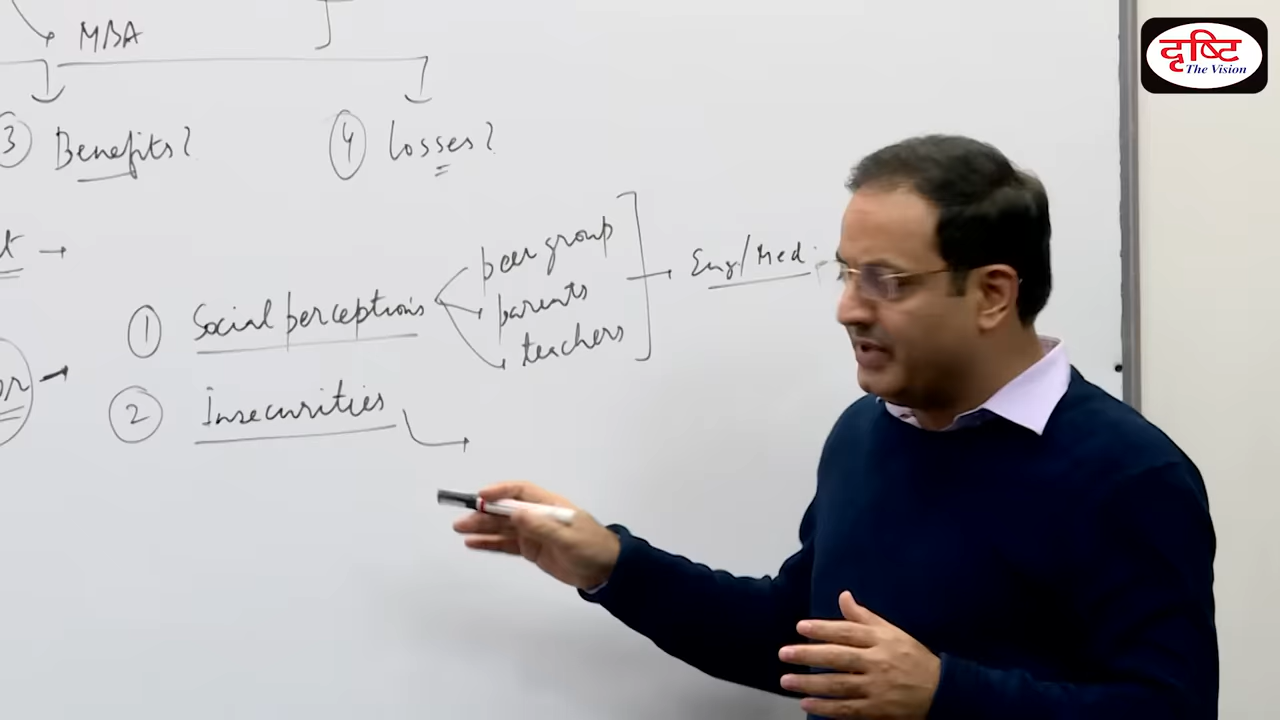 दृष्टि
The Vision
MBA
3 Benefits?
4 losses?
1 Social perceptions
peer group
parents
teachers
Eng/Med.
2 Insecurities